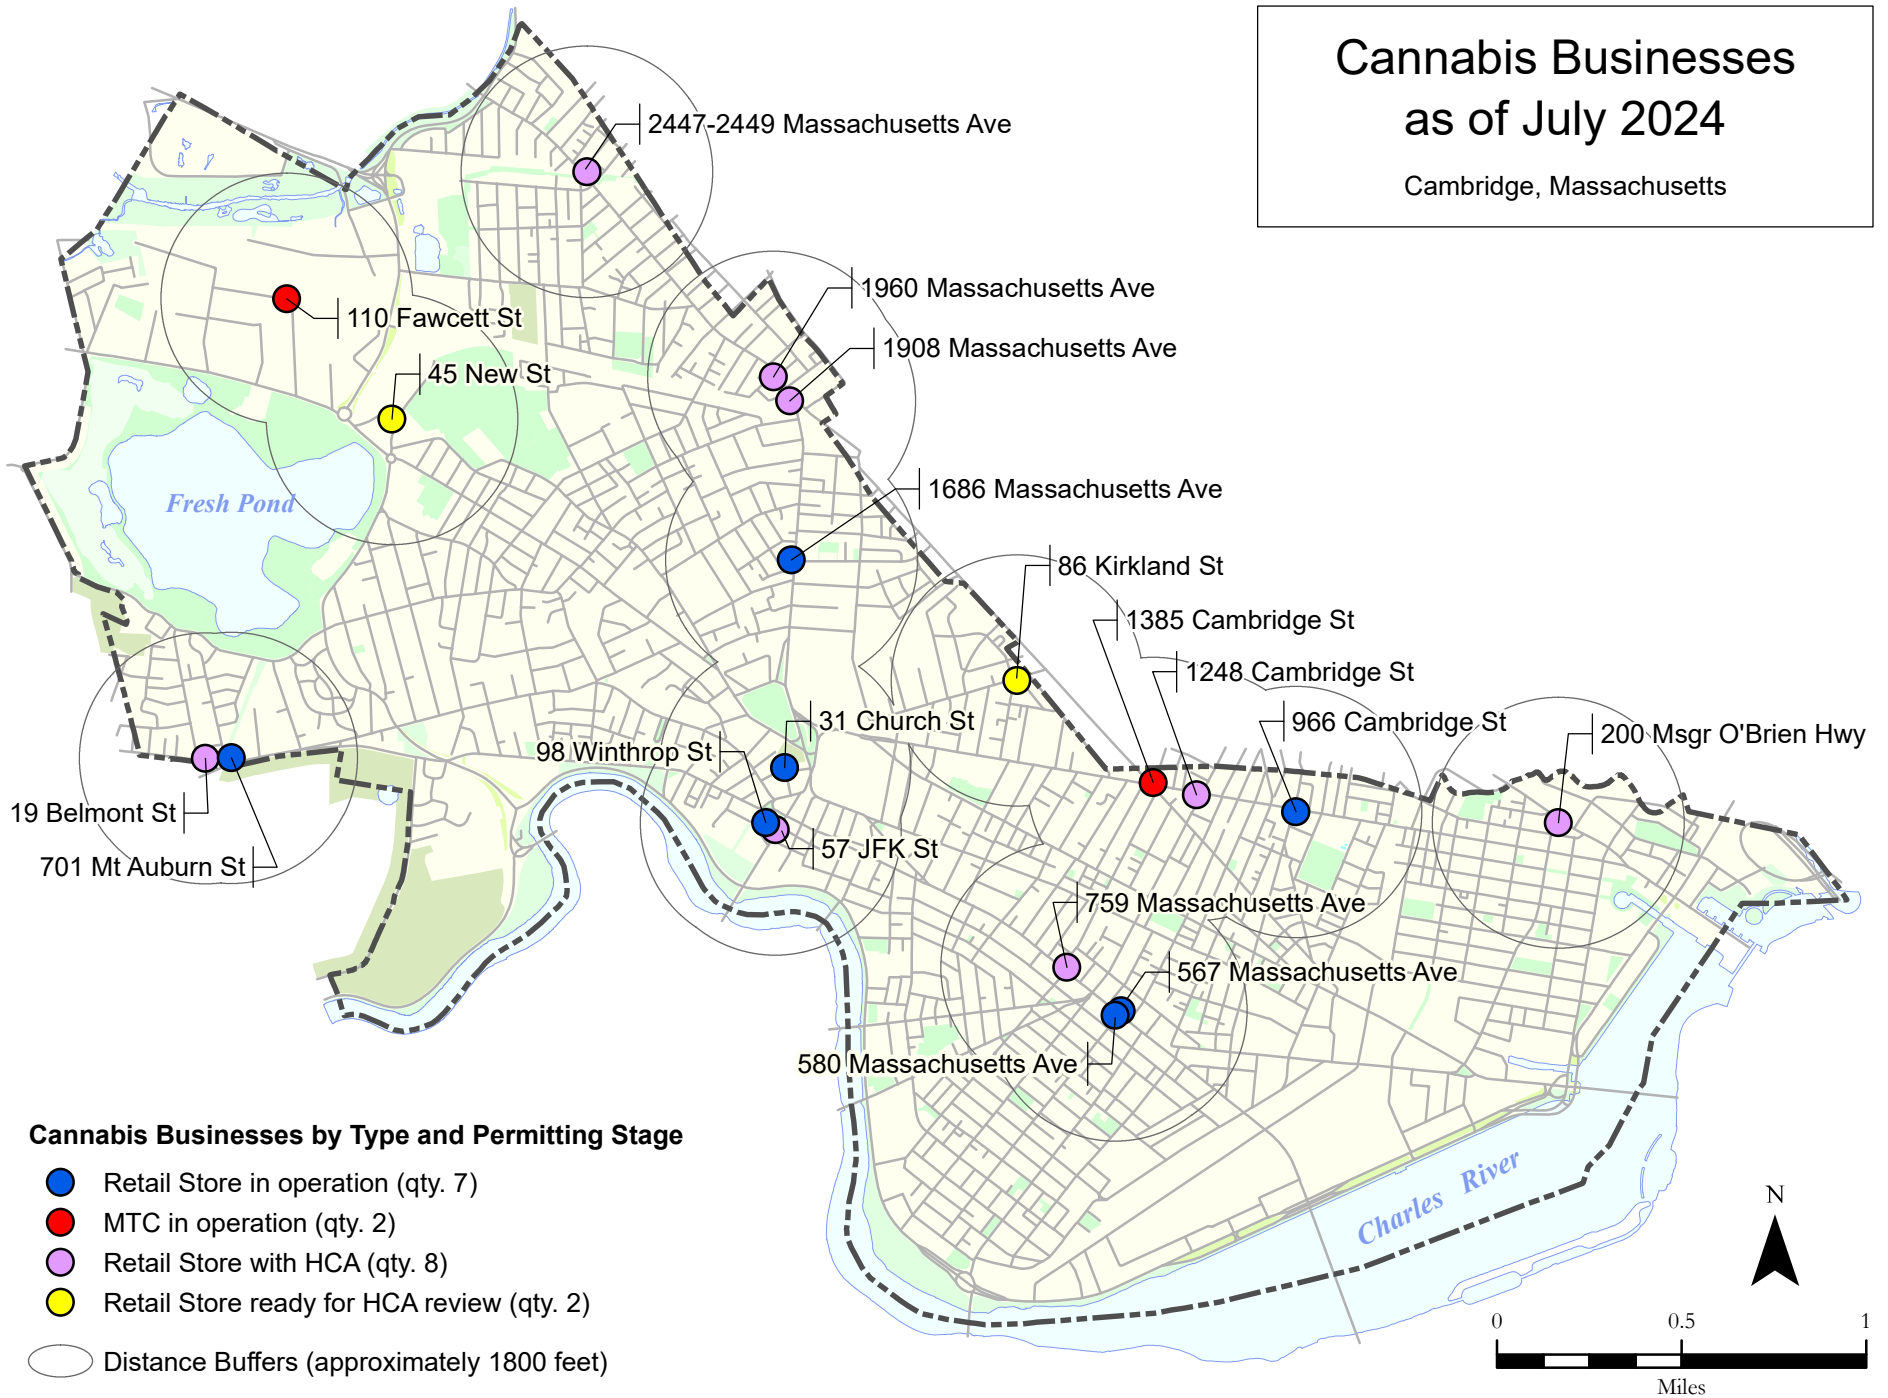 Cannabis Businesses
as of July 2024
Cambridge, Massachusetts
2447-2449 Massachusetts Ave
1960 Massachusetts Ave
110 Fawcett St
1908 Massachusetts Ave
45 New St
1686 Massachusetts Ave
Fresh Pond
86 Kirkland St
1385 Cambridge St
1248 Cambridge St
31 Church St
966 Cambridge St
200 Msgr O'Brien Hwy
98 Winthrop St
19 Belmont St
57 JFK St
701 Mt Auburn St
759 Massachusetts Ave
567 Massachusetts Ave
580 Massachusetts Ave
Charles River
Cannabis Businesses by Type and Permitting Stage
Retail Store in operation (qty. 7)
MTC in operation (qty. 2)
Retail Store with HCA (qty. 8)
Retail Store ready for HCA review (qty. 2)
Distance Buffers (approximately 1800 feet)
N
0 0.5 1
Miles